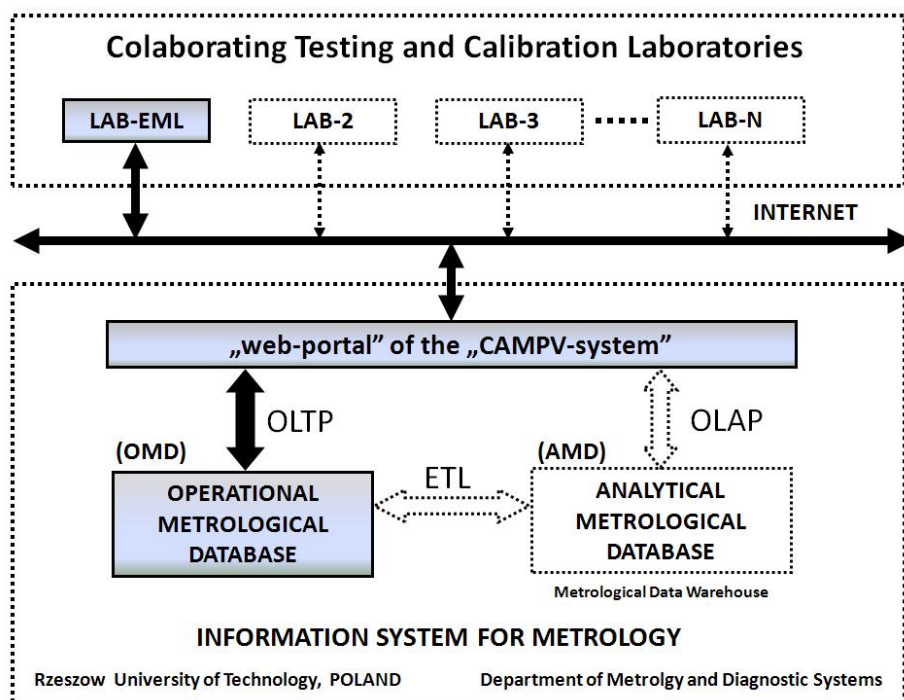 Colaborating Testing and Calibration Laboratories
LAB-EML
LAB-2
LAB-3
LAB-N
INTERNET
„web-portal” of the „CAMPV-system”
OLTP
OLAP
(OMD)
(AMD)
ETL
OPERATIONAL
METROLOGICAL
DATABASE
ANALYTICAL
METROLOGICAL
DATABASE
Metrological Data Warehouse
INFORMATION SYSTEM FOR METROLOGY
Rzeszow University of Technology, POLAND
Department of Metrolgy and Diagnostic Systems